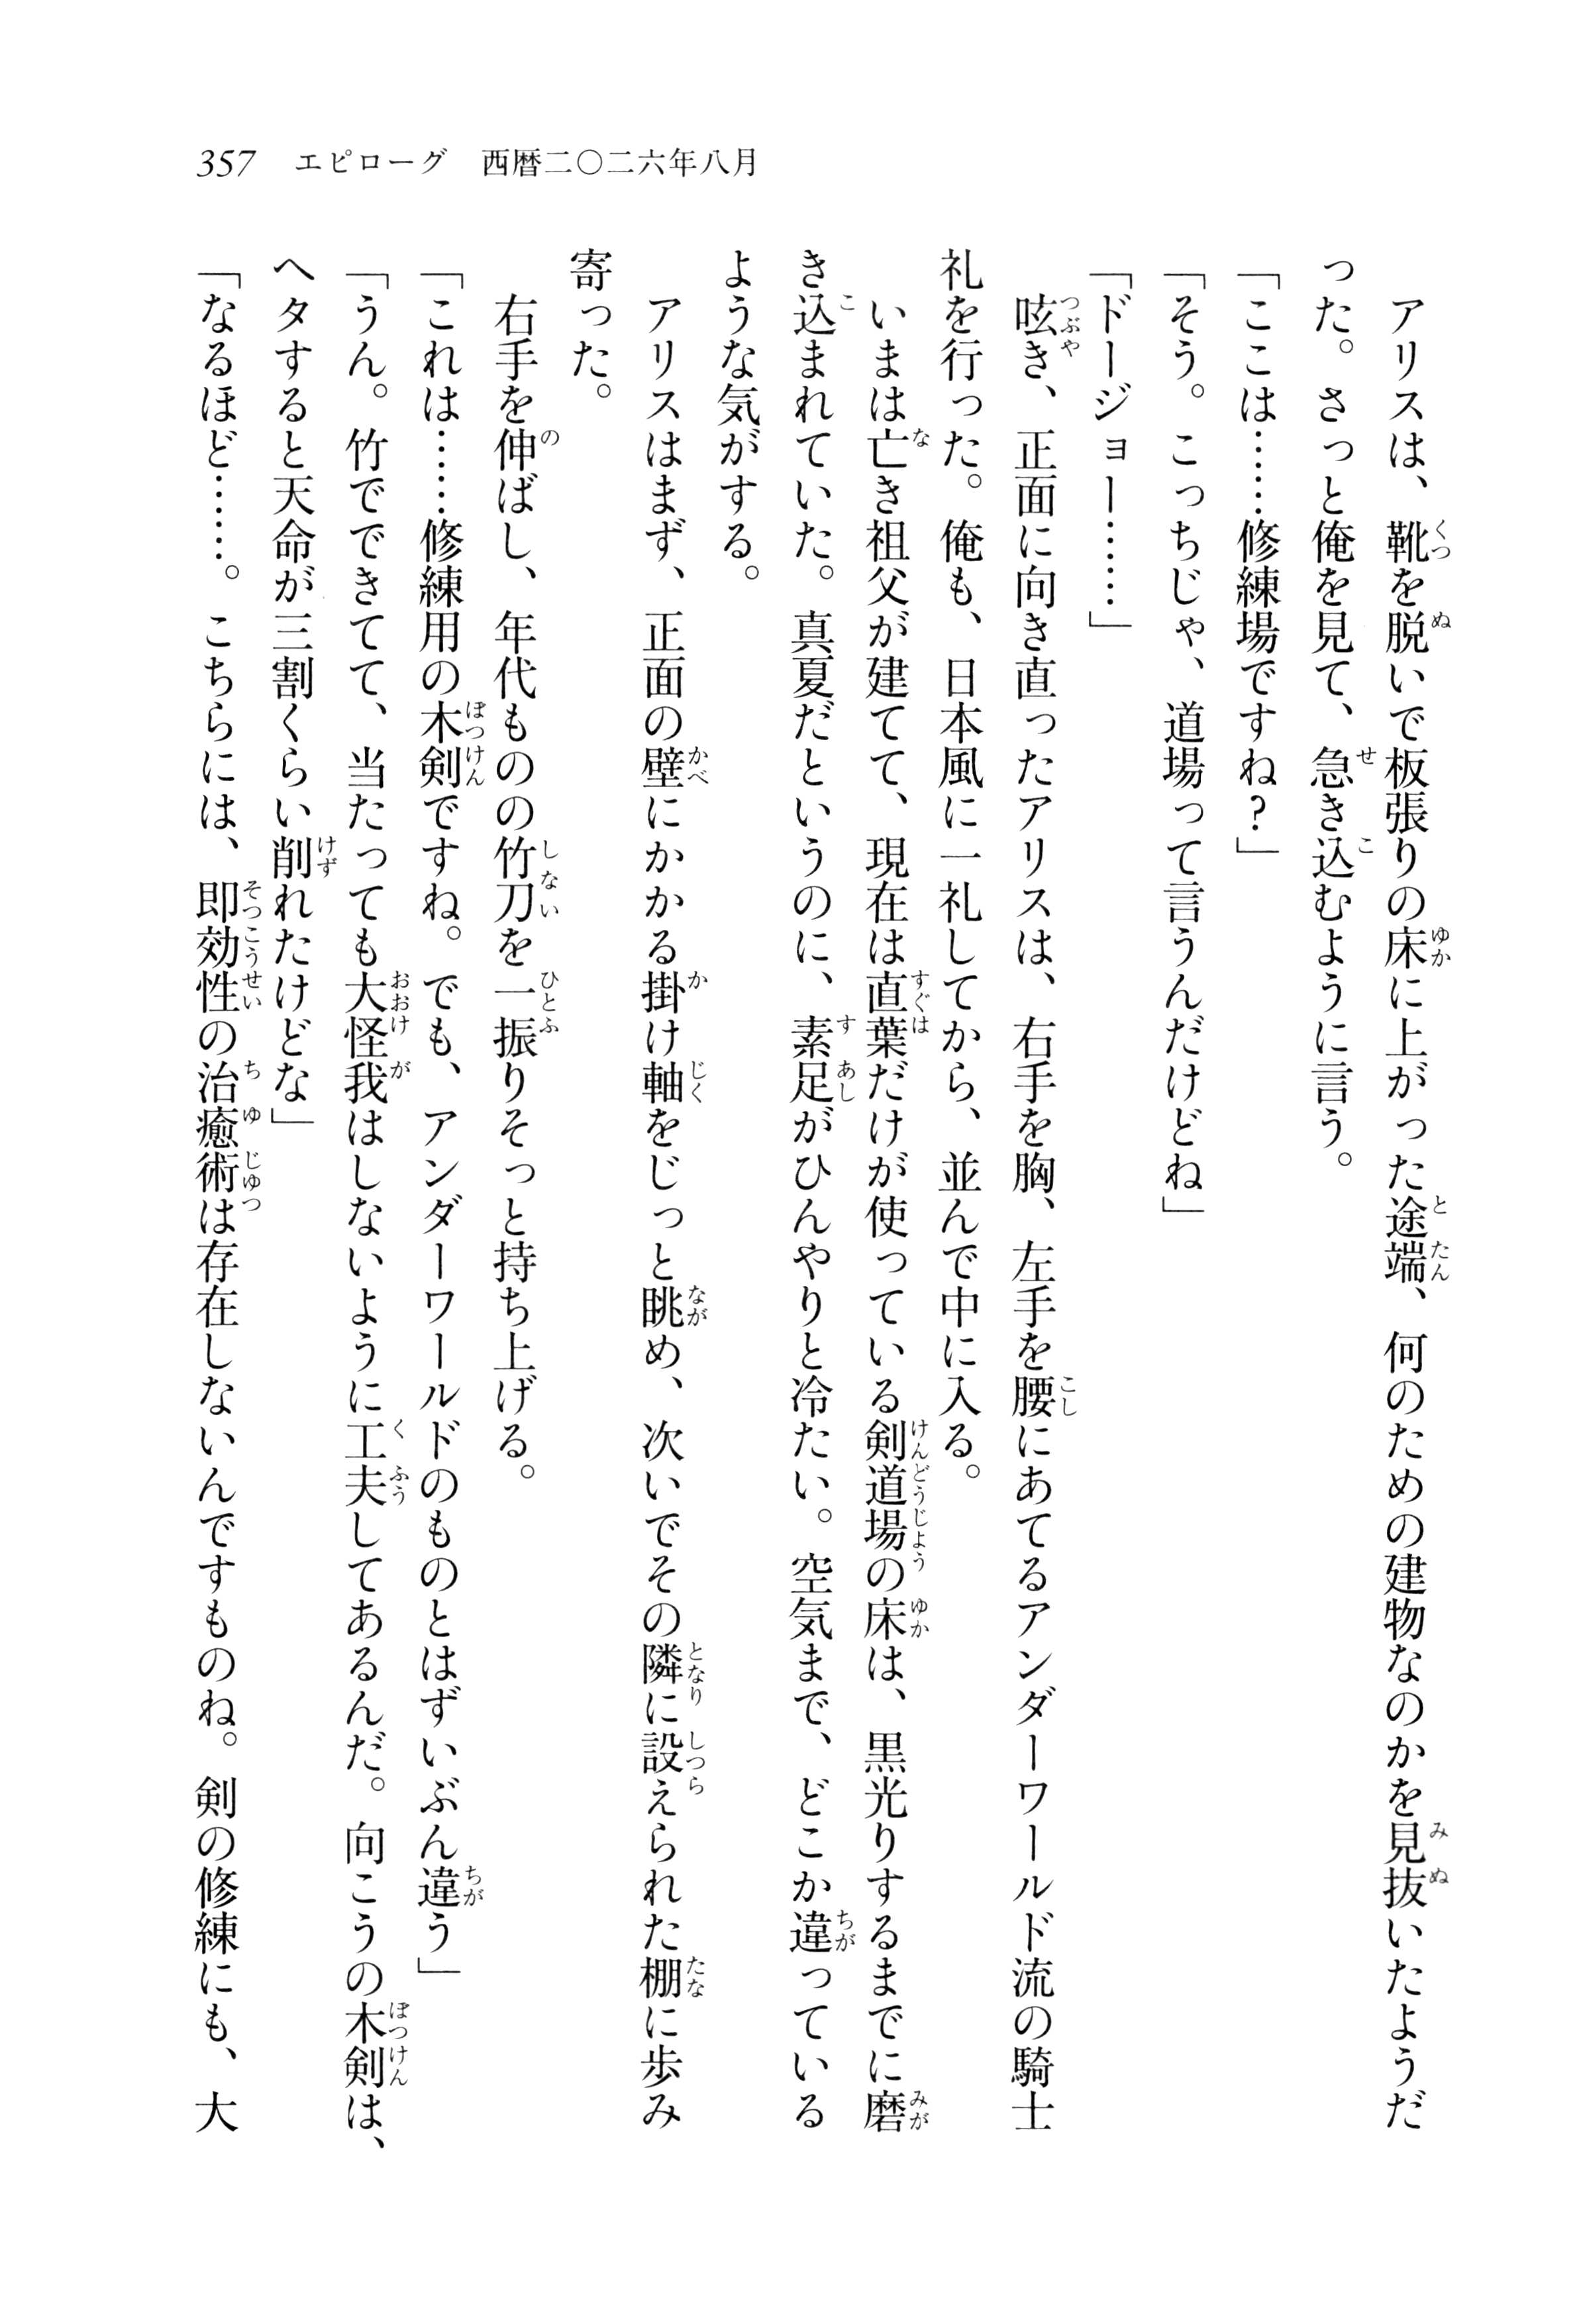 357　エピローグ　西暦二〇二六年八月
　アリスは、靴を脱いで板張りの床に上がった途端、何のための建物なのかを見抜いたようだ
った。さっと俺を見て、急き込むように言う。
「ここは……修練場ですね？」
「そう。こっちじゃ、道場って言うんだけどね」
「ドージョー……」
　呟き、正面に向き直ったアリスは、右手を胸、左手を腰にあてるアンダーワールド流の騎士
礼を行った。俺も、日本風に一礼してから、並んで中に入る。
　いまは亡き祖父が建てて、現在は直葉だけが使っている剣道場の床は、黒光りするまでに磨
き込まれていた。真夏だというのに、素足がひんやりと冷たい。空気まで、どこか違っている
ような気がする。
　アリスはまず、正面の壁にかかる掛け軸をじっと眺め、次いでその隣に設えられた棚に歩み
寄った。
　右手を伸ばし、年代ものの竹刀を一振りそっと持ち上げる。
「これは……修練用の木剣ですね。でも、アンダーワールドのものとはずいぶん違う」
「うん。竹でできてて、当たっても大怪我はしないように工夫してあるんだ。向こうの木剣は、
ヘタすると天命が三割くらい削れたけどな」
「なるほど……。こちらには、即効性の治癒術は存在しないんですものね。剣の修練にも、大